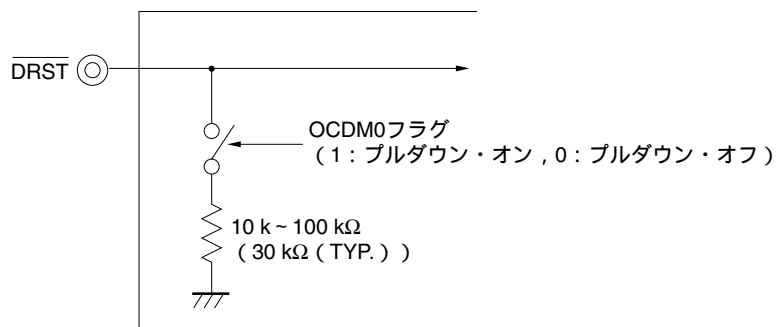 DRST
OCDM0フラグ
（1：プルダウン・オン，0：プルダウン・オフ）
10 k ~ 100 kΩ
（30 kΩ（TYP.））